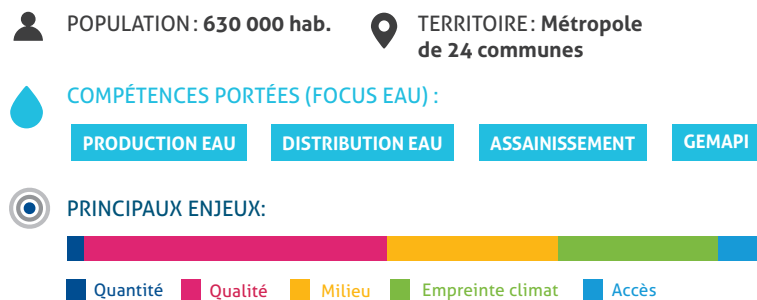 POPULATION : 630 000 hab.
TERRITOIRE : Métropole
de 24 communes
COMPÉTENCES PORTÉES (FOCUS EAU) :
PRODUCTION EAU DISTRIBUTION EAU ASSAINISSEMENT GEMAPI
PRINCIPAUX ENJEUX:
Quantité Qualité Milieu Empreinte climat Accès